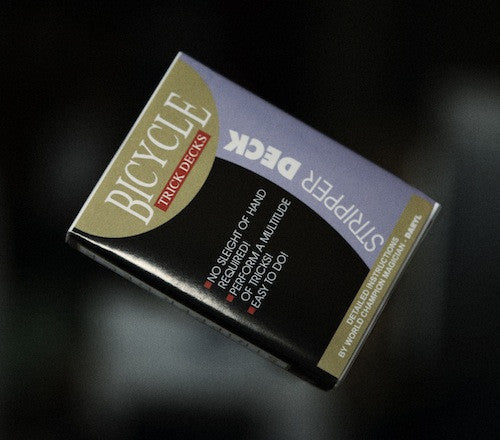 BICYCLE
TRICK DECKS
STRIPPER DECK
■NO SLEIGHT OF HAND
REQUIRED!
■PERFORM A MULTITUDE
OF TRICKS!
■EASY TO DO!
DETAILED INSTRUCTIONS
BY WORLD CHAMPION MAGICIAN - DARYL